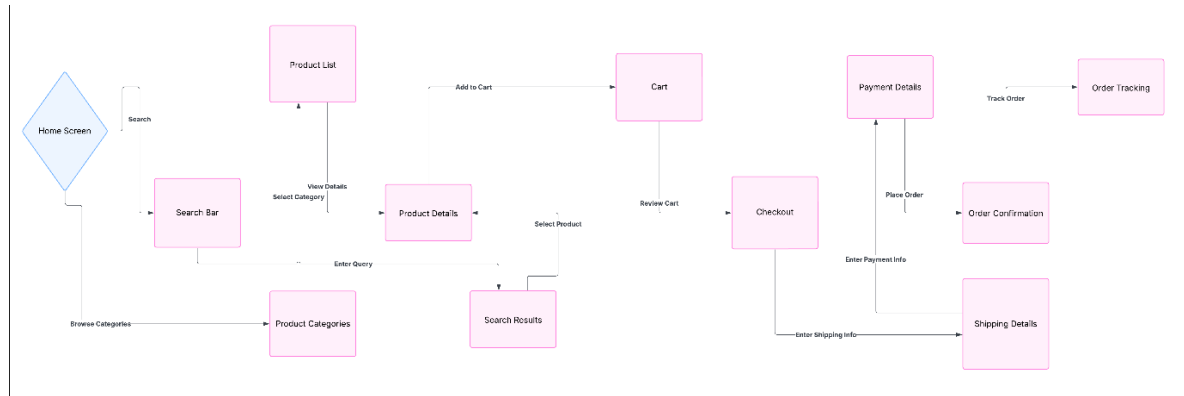 Product List
Cart
Payment Details
Order Tracking
Add to Cart
Track Order
Home Screen
Search
View Details
Select Category
Place Order
Review Cart
Search Bar
Product Details
Select Product
Checkout
Order Confirmation
Enter Query
Enter Payment Info
Browse Categories
Product Categories
Search Results
Shipping Details
Enter Shipping Info